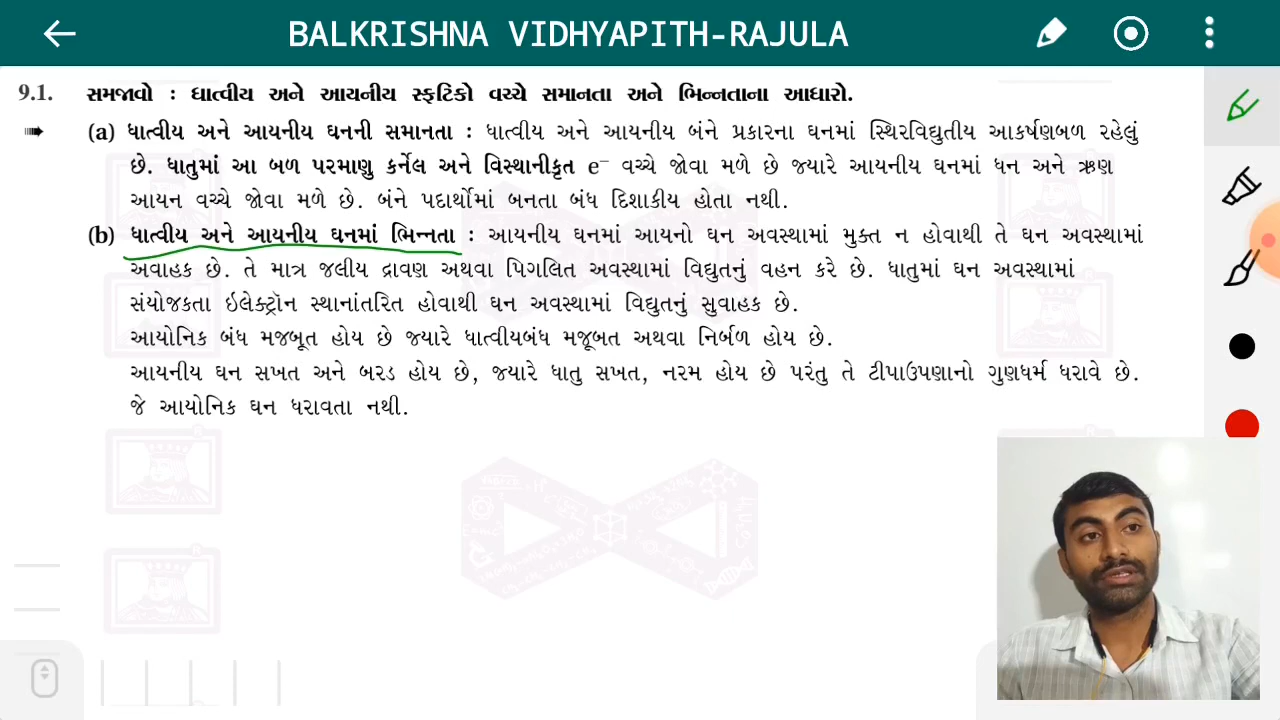 BALKRISHNA VIDHYAPITH-RAJULA
9.1. સમજાવો : ધાત્વીય અને આયનીય સ્ફટિકો વચ્ચે સમાનતા અને ભિન્નતાના આધારો.
➠ (a) ધાત્વીય અને આયનીય ઘનની સમાનતા : ધાત્વીય અને આયનીય બંને પ્રકારના ઘનમાં સ્થિરવિદ્યુતીય આકર્ષણબળ રહેલું
છે. ધાતુમાં આ બળ પરમાણુ કર્નેલ અને વિસ્થાનીકૃત e⁻ વચ્ચે જોવા મળે છે જ્યારે આયનીય ઘનમાં ધન અને ઋણ
આયન વચ્ચે જોવા મળે છે. બંને પદાર્થોમાં બનતા બંધ દિશાકીય હોતા નથી.
(b) ધાત્વીય અને આયનીય ઘનમાં ભિન્નતા : આયનીય ઘનમાં આયનો ઘન અવસ્થામાં મુક્ત ન હોવાથી તે ઘન અવસ્થામાં
અવાહક છે. તે માત્ર જલીય દ્રાવણ અથવા પિગલિત અવસ્થામાં વિદ્યુતનું વહન કરે છે. ધાતુમાં ઘન અવસ્થામાં
સંયોજકતા ઇલેક્ટ્રૉન સ્થાનાંતરિત હોવાથી ઘન અવસ્થામાં વિદ્યુતનું સુવાહક છે.
આયોનિક બંધ મજબૂત હોય છે જ્યારે ધાત્વીયબંધ મજૂબત અથવા નિર્બળ હોય છે.
આયનીય ઘન સખત અને બરડ હોય છે, જ્યારે ધાતુ સખત, નરમ હોય છે પરંતુ તે ટીપાઉપણાનો ગુણધર્મ ધરાવે છે.
જે આયોનિક ઘન ધરાવતા નથી.